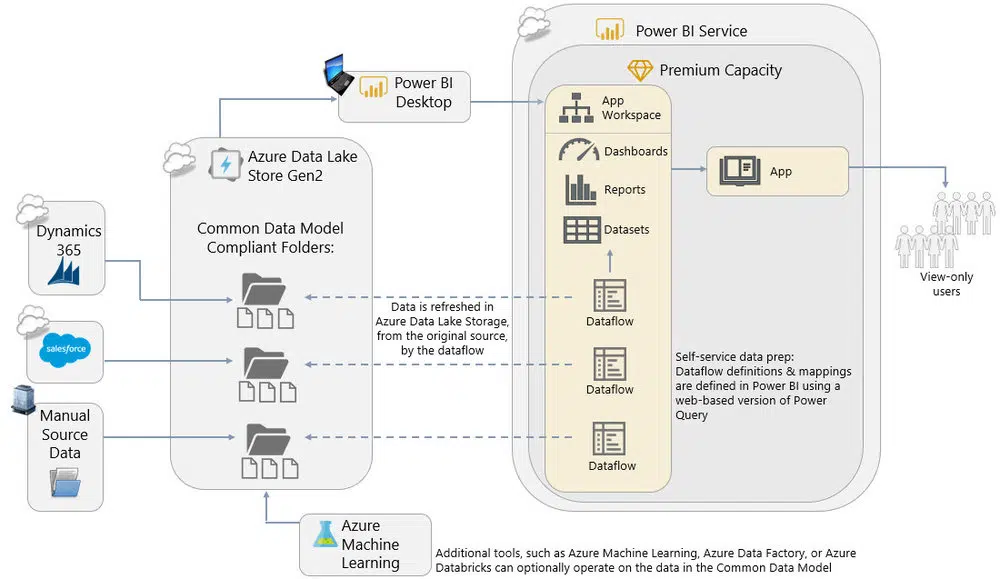 Power BI Service
Premium Capacity
Power BI
Desktop
App
Workspace
Dashboards
Reports
Datasets
App
View-only
users
Azure Data Lake
Store Gen2
Common Data Model
Compliant Folders:
Dynamics
365
salesforce
Manual
Source
Data
Data is refreshed in
Azure Data Lake Storage,
from the original source,
by the dataflow
Dataflow
Dataflow
Dataflow
Self-service data prep:
Dataflow definitions & mappings
are defined in Power BI using a
web-based version of Power
Query
Azure
Machine
Learning
Additional tools, such as Azure Machine Learning, Azure Data Factory, or Azure
Databricks can optionally operate on the data in the Common Data Model